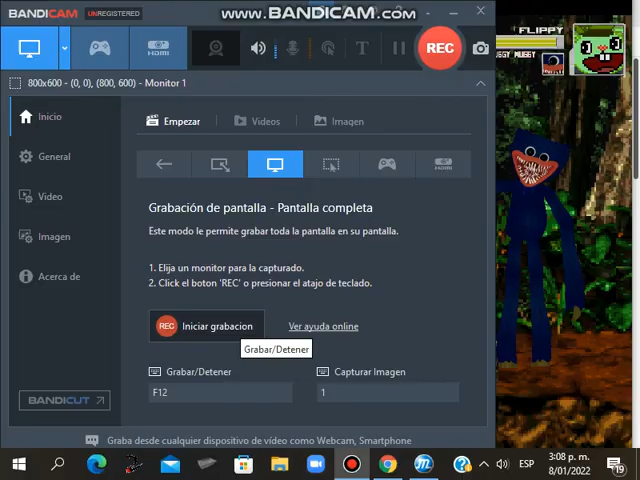 BANDICAM UNREGISTERED
www.BANDICAM.com
HDMI
REC
FLIPPY
800x600 - (0, 0), (800, 600) - Monitor 1
Inicio
General
Video
Imagen
Acerca de
BANDICUT
Empezar
Videos
Imagen
HDMI
Grabación de pantalla - Pantalla completa
Este modo le permite grabar toda la pantalla en su pantalla.
1. Elija un monitor para la capturado.
2. Click el boton 'REC' o presionar el atajo de teclado.
REC Iniciar grabacion
Ver ayuda online
Grabar/Detener
Grabar/Detener
Capturar Imagen
F12
1
Graba desde cualquier dispositivo de vídeo como Webcam, Smartphone
ESP
3:08 p. m.
8/01/2022
19